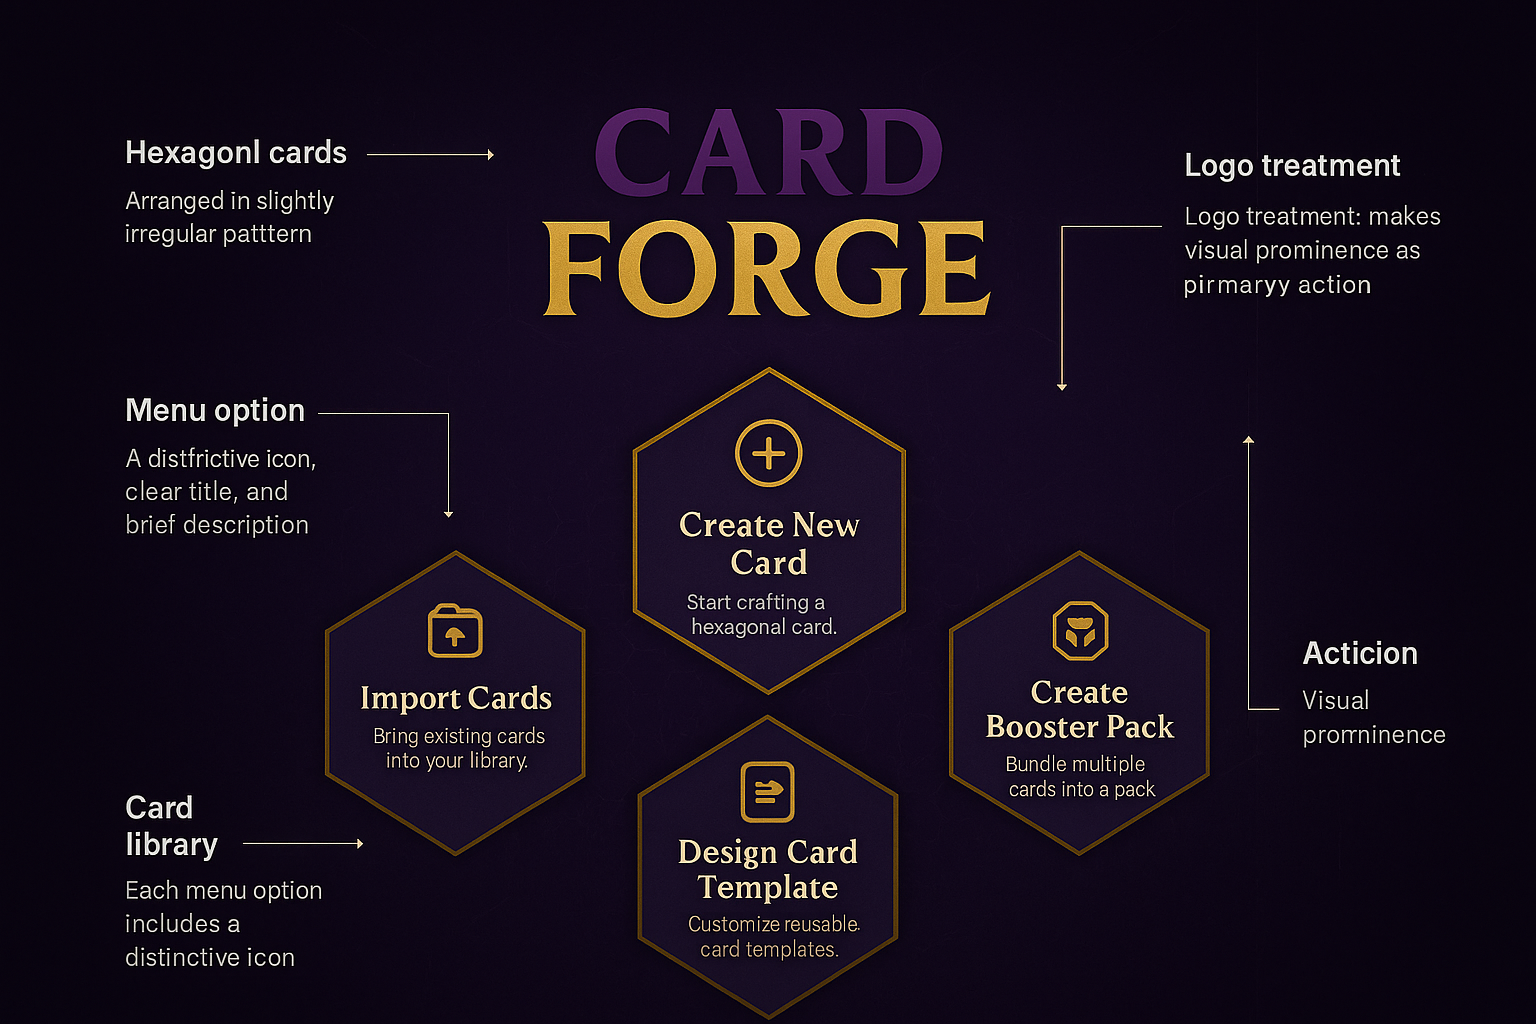 CARD
FORGE
Hexagonl cards
Arranged in slightly
irregular patttern
Logo treatment
Logo treatment: makes
visual prominence as
pirmaryy action
Menu option
A distfrictive icon,
clear title, and
brief description
Create New
Card
Start crafting a
hexagonal card.
Import Cards
Bring existing cards
into your library.
Create
Booster Pack
Bundle multiple
cards into a pack
Acticion
Visual
promninence
Design Card
Template
Customize reusable.
card templates.
Card
library
Each menu option
includes a
distinctive icon